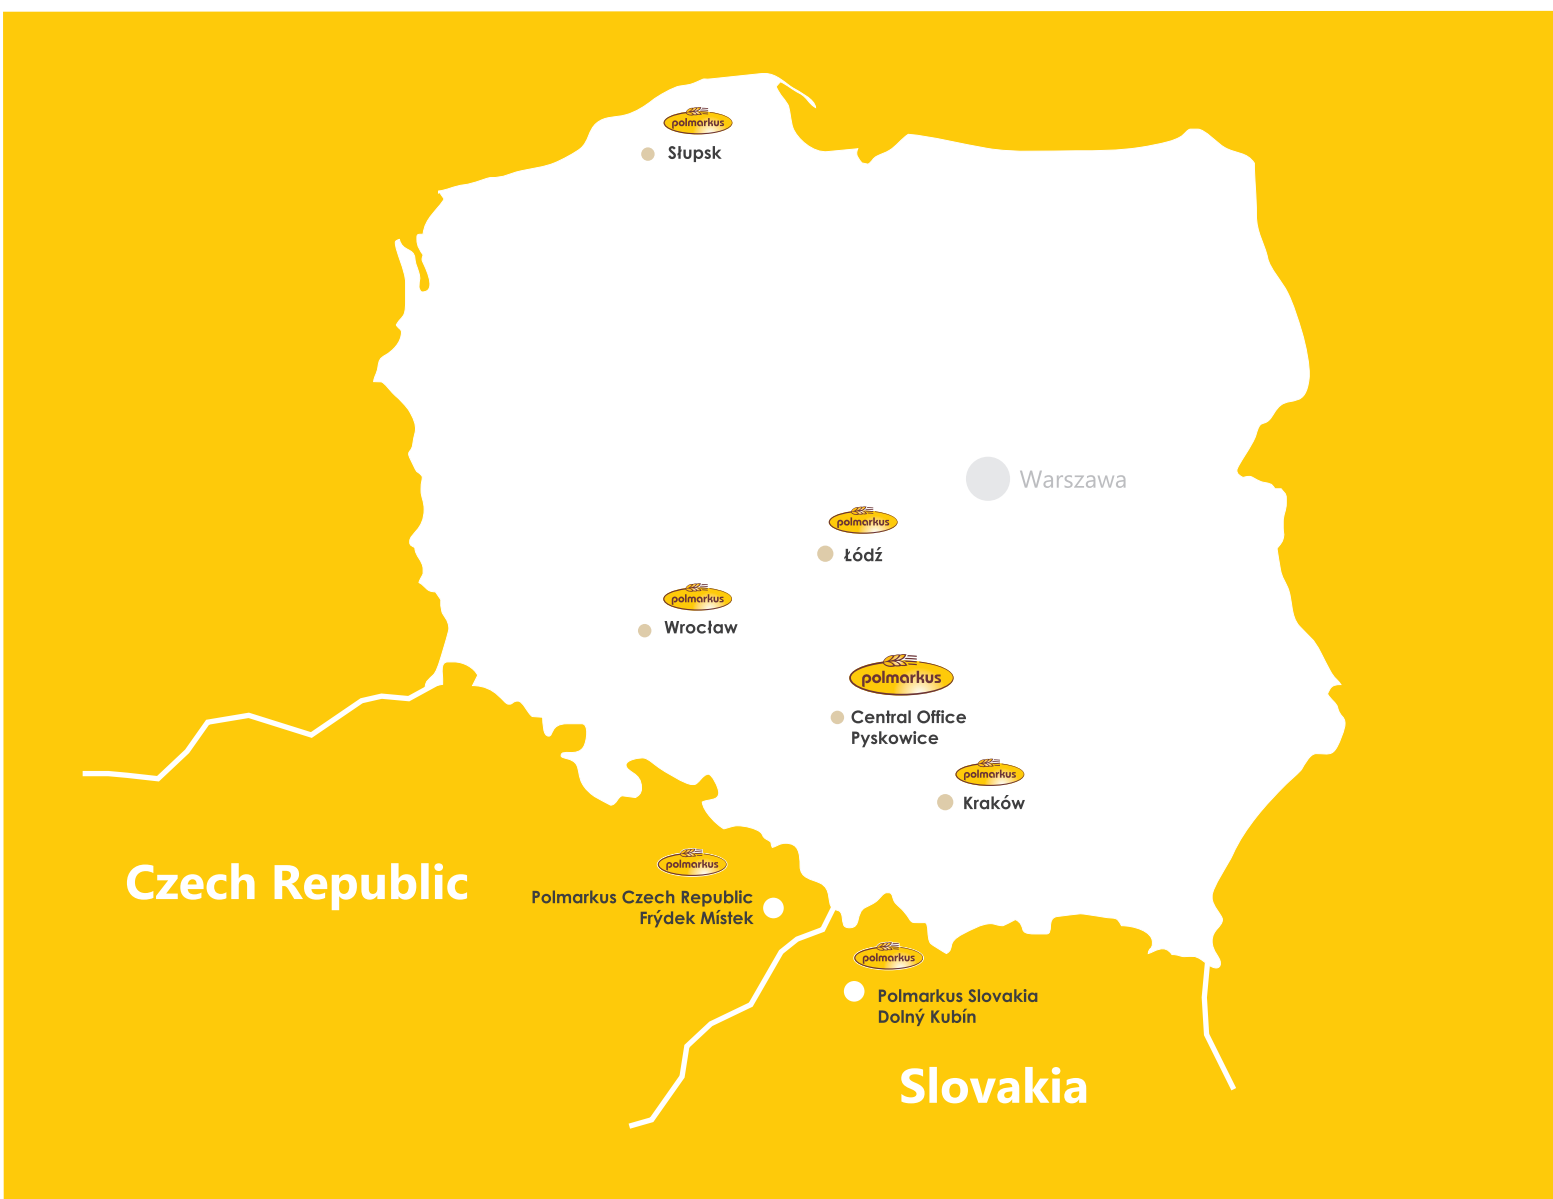 polmarkus
Słupsk
Warszawa
polmarkus
Łódź
polmarkus
Wrocław
polmarkus
Central Office
Pyskowice
polmarkus
Kraków
Czech Republic
polmarkus
Polmarkus Czech Republic
Frýdek Místek
polmarkus
Polmarkus Slovakia
Dolný Kubín
Slovakia